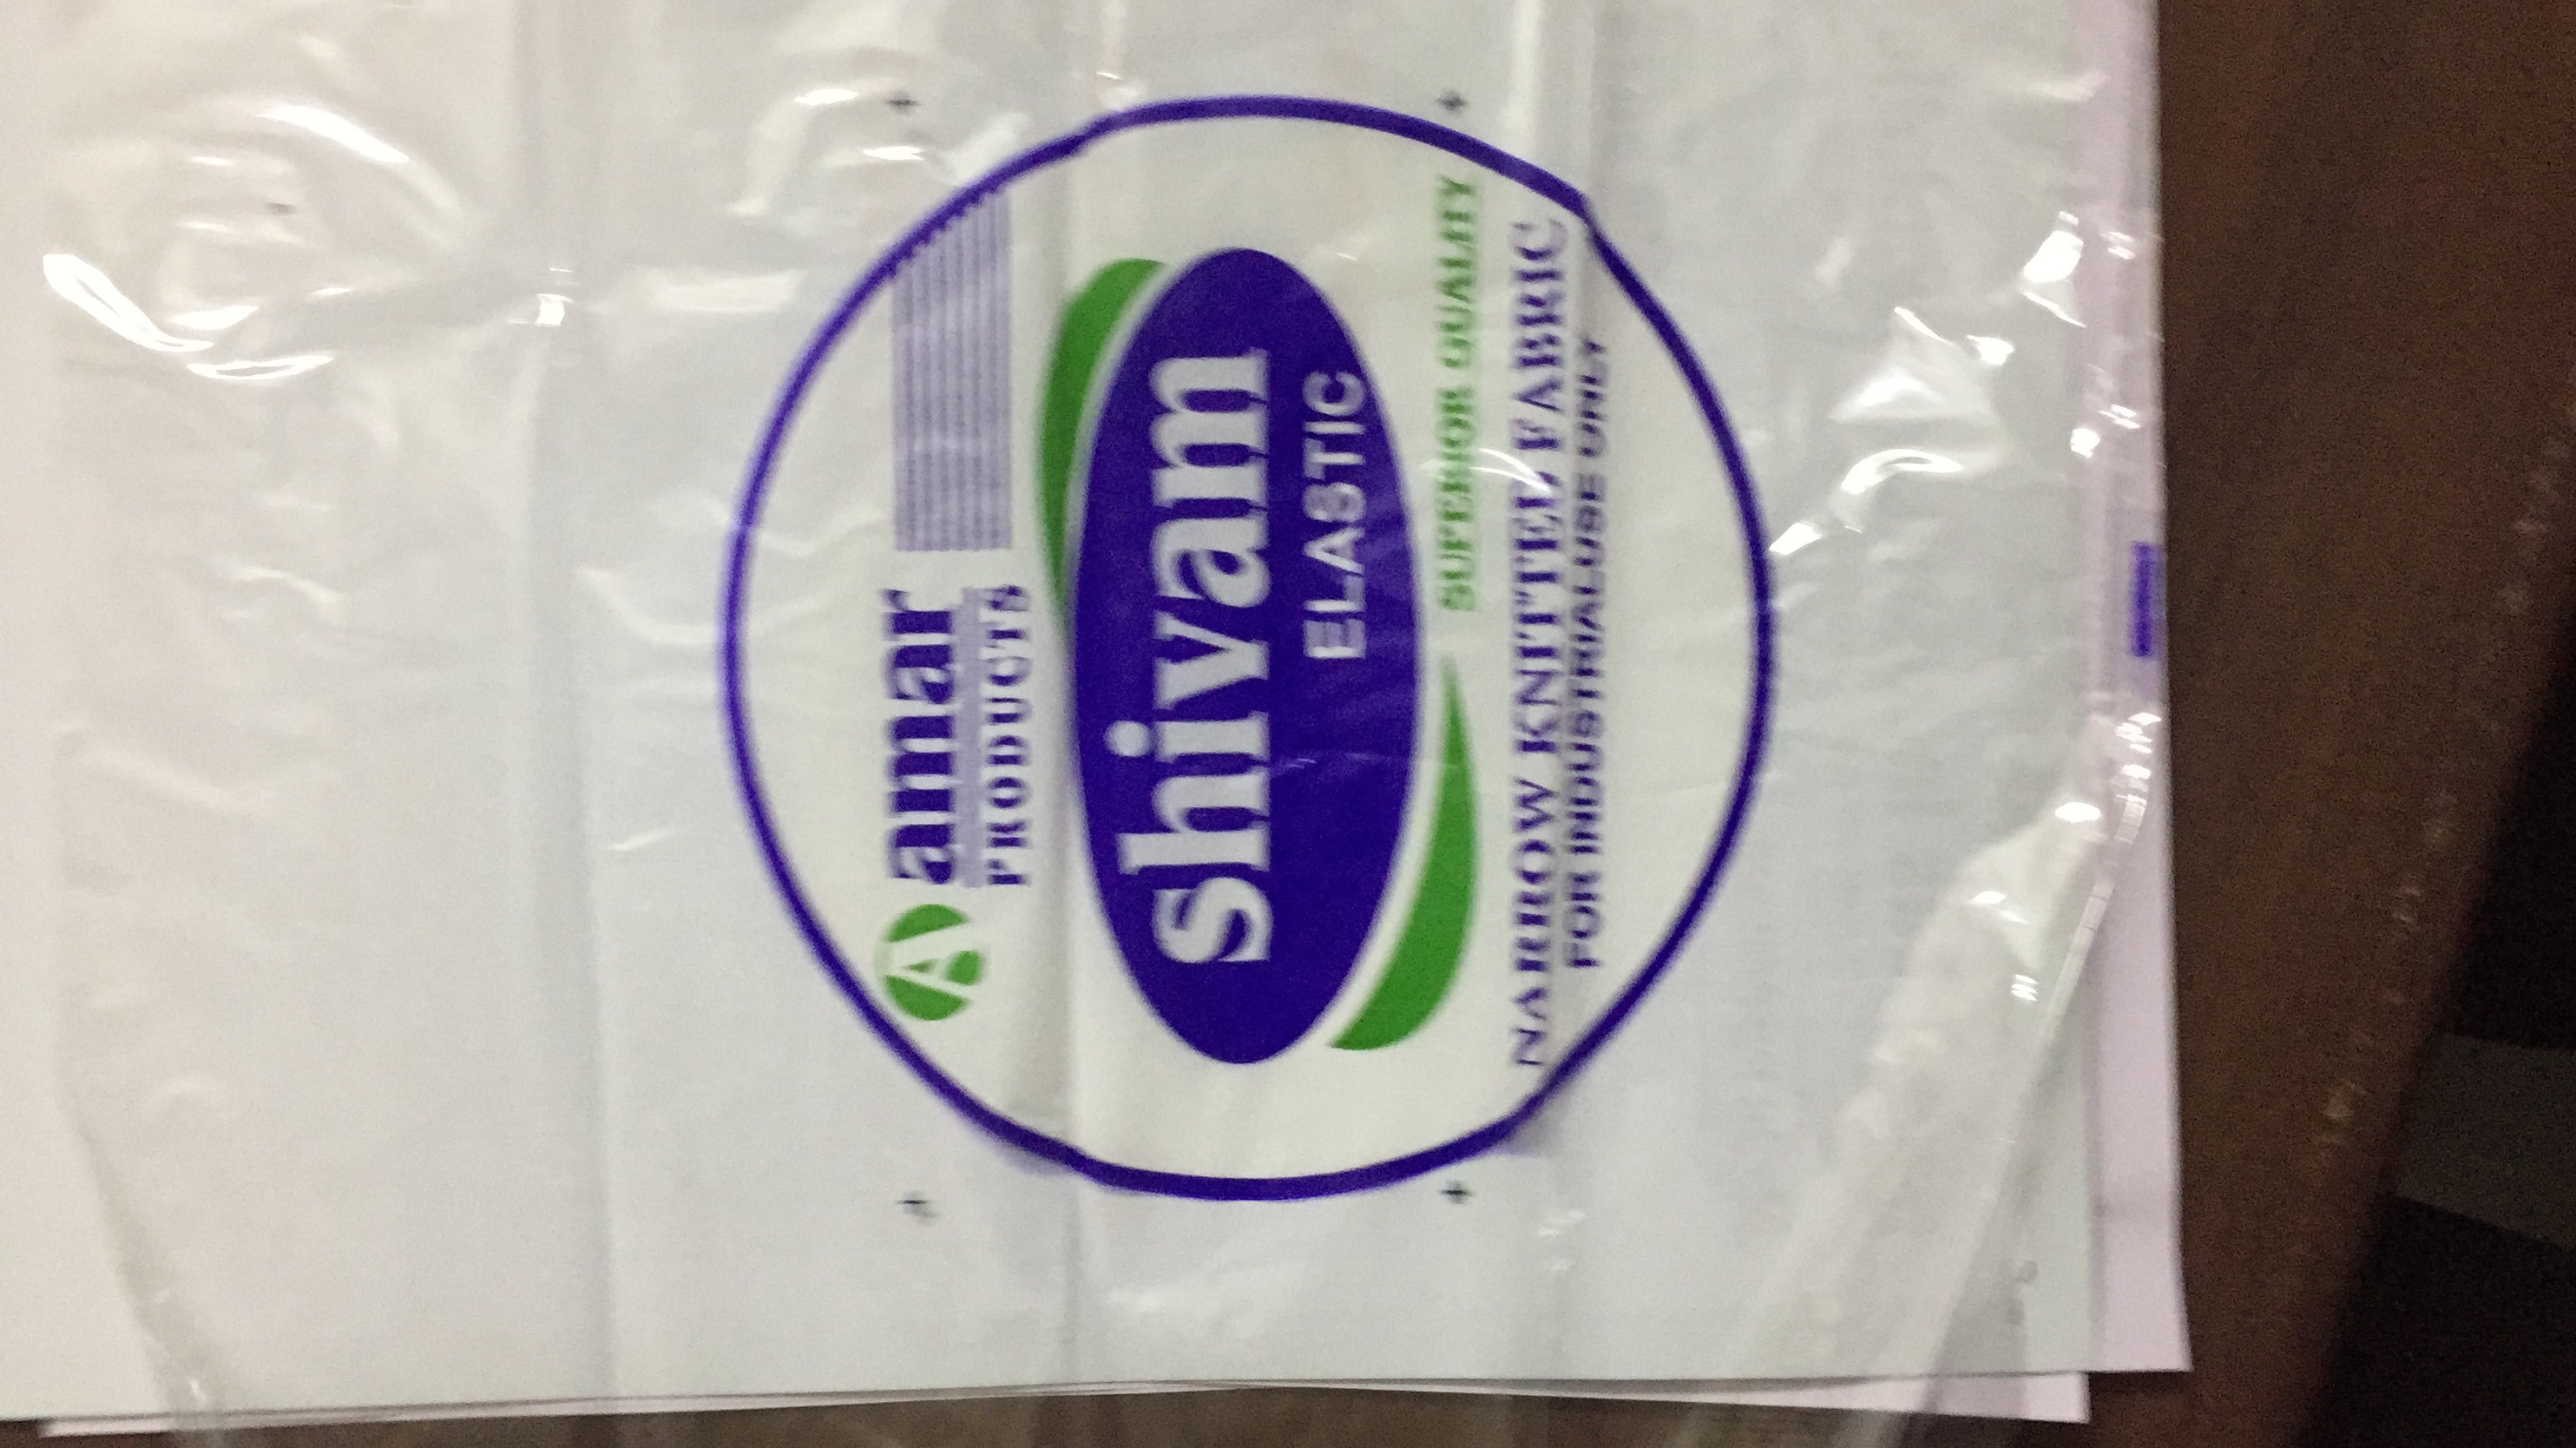 A amar
PRODUCTS
shivam
ELASTIC
SUPERIOR QUALITY
NARROW KNITTED FABRIC
FOR INDUSTRIAL USE ONLY